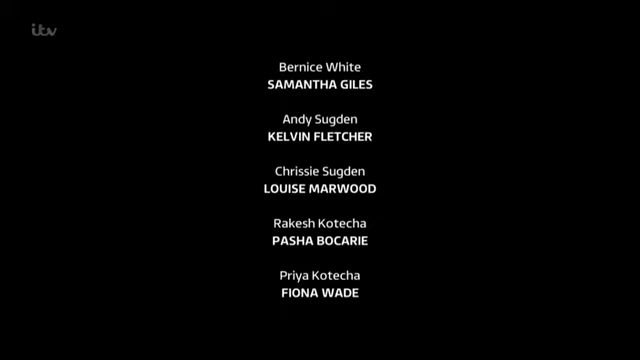 itv
Bernice White
SAMANTHA GILES
Andy Sugden
KELVIN FLETCHER
Chrissie Sugden
LOUISE MARWOOD
Rakesh Kotecha
PASHA BOCARIE
Priya Kotecha
FIONA WADE